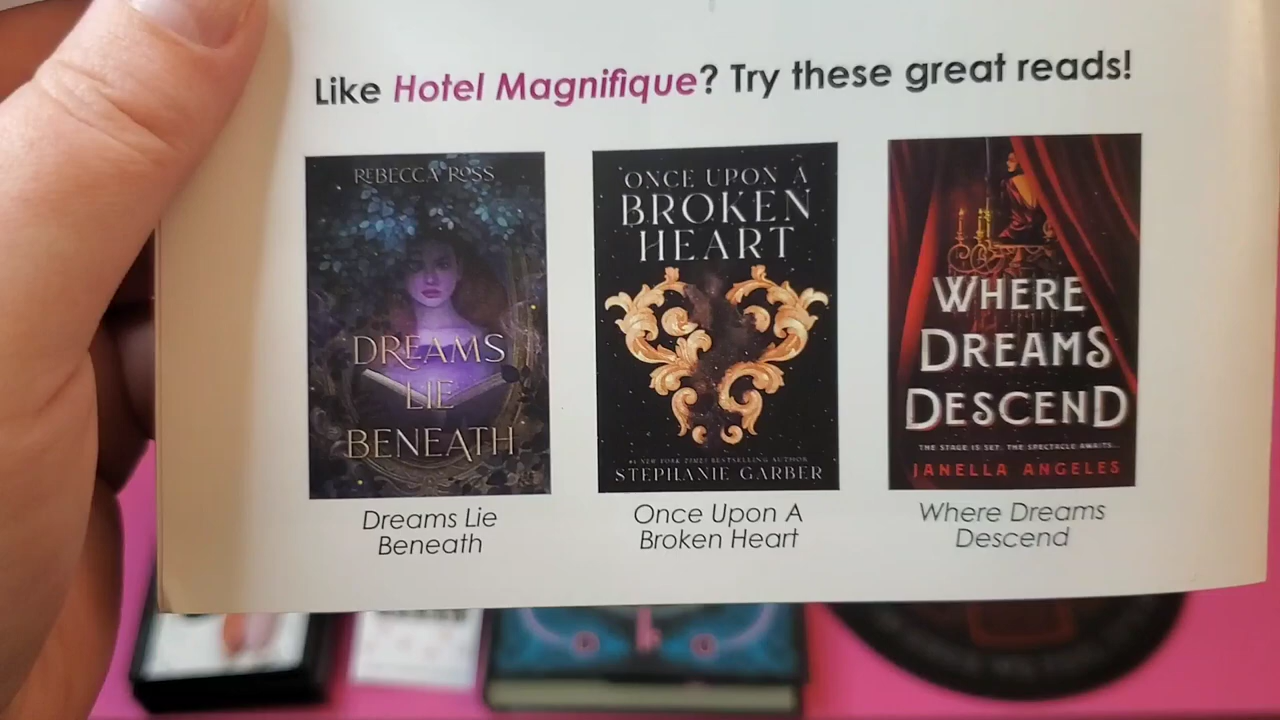 Like Hotel Magnifique? Try these great reads!
REBECCA ROSS
DREAMS
LIE
BENEATH
ONCE UPON A
BROKEN
HEART
#1 NEW YORK TIMES BESTSELLING AUTHOR
STEPHANIE GARBER
WHERE
DREAMS
DESCEND
THE STAGE IS SET. THE SPECTACLE AWAITS...
JANELLA ANGELES
Dreams Lie
Beneath
Once Upon A
Broken Heart
Where Dreams
Descend